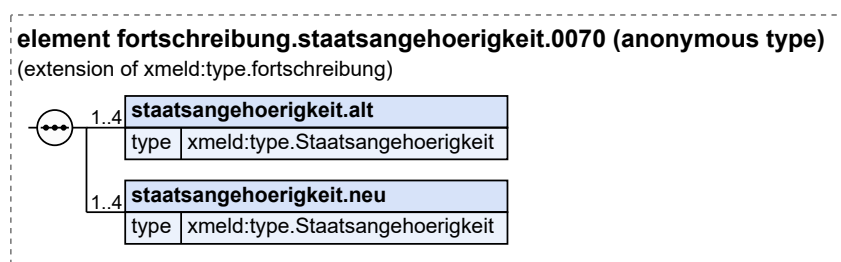 element fortschreibung.staatsangehoerigkeit.0070 (anonymous type)
(extension of xmeld:type.fortschreibung)
1..4 staatsangehoerigkeit.alt
type xmeld:type.Staatsangehoerigkeit
1..4 staatsangehoerigkeit.neu
type xmeld:type.Staatsangehoerigkeit